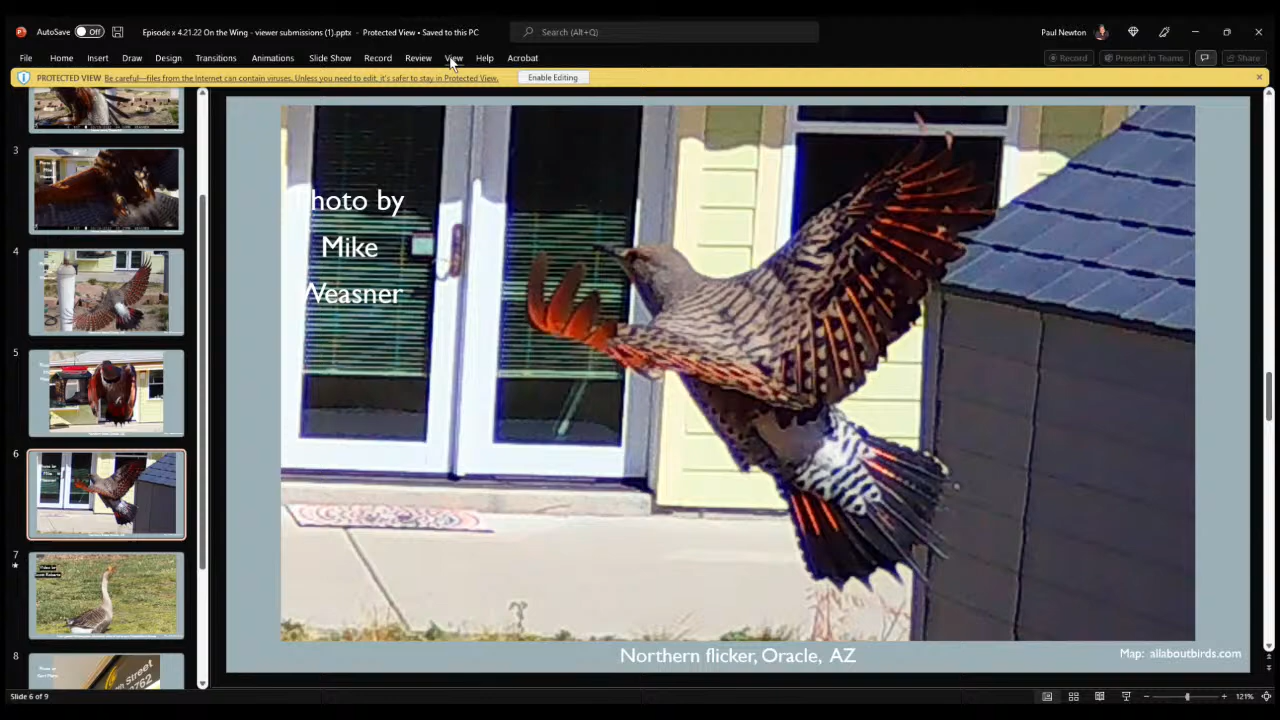 AutoSave Off Episode x 4.21.22 On the Wing - viewer submissions (1).pptx - Protected View • Saved to this PC Search (Alt+Q) Paul Newton
File Home Insert Draw Design Transitions Animations Slide Show Record Review View Help Acrobat Record Present in Teams Share
PROTECTED VIEW Be careful—files from the Internet can contain viruses. Unless you need to edit, it's safer to stay in Protected View. Enable Editing
3
4
5
6
7
8
Photo by
Mike
Weasner
Northern flicker, Oracle, AZ
Map: allaboutbirds.com
Slide 6 of 9 121%